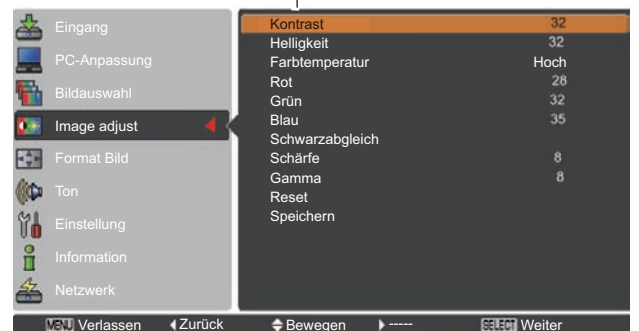 Eingang
PC-Anpassung
Bildauswahl
Image adjust
Format Bild
Ton
Einstellung
Information
Netzwerk
Kontrast 32
Helligkeit 32
Farbtemperatur Hoch
Rot 28
Grün 32
Blau 35
Schwarzabgleich
Schärfe 8
Gamma 8
Reset
Speichern
MENU Verlassen Zurück Bewegen ----- SELECT Weiter